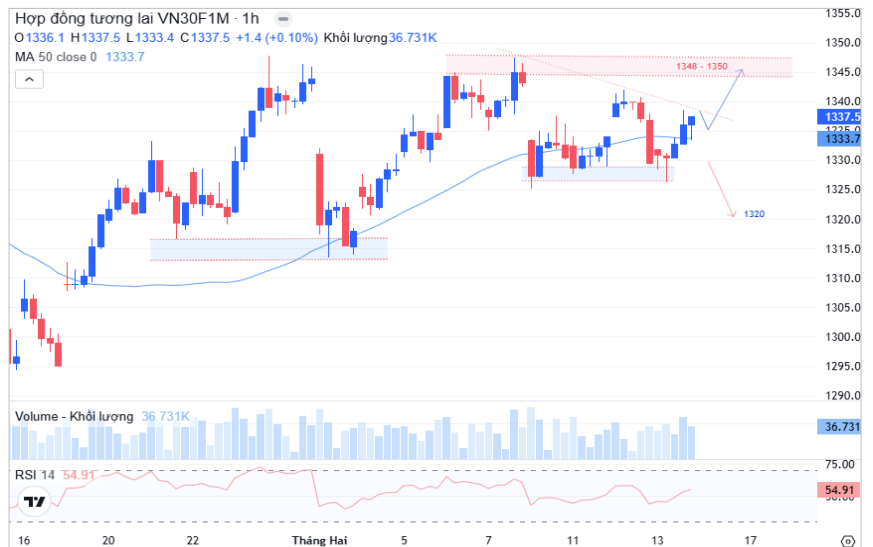 Hợp đồng tương lai VN30F1M · 1h
O1336.1 H1337.5 L1333.4 C1337.5 +1.4 (+0.10%) Khối lượng36.731K
MA 50 close 0 1333.7
1348 - 1350
1320
1355.0
1350.0
1345.0
1340.0
1337.5
1333.7
1330.0
1325.0
1320.0
1315.0
1310.0
1305.0
1300.0
1295.0
1290.0
Volume - Khối lượng 36.731K
36.731
RSI 14 54.91
75.00
54.91
16 20 22 Tháng Hai 5 7 11 13 17